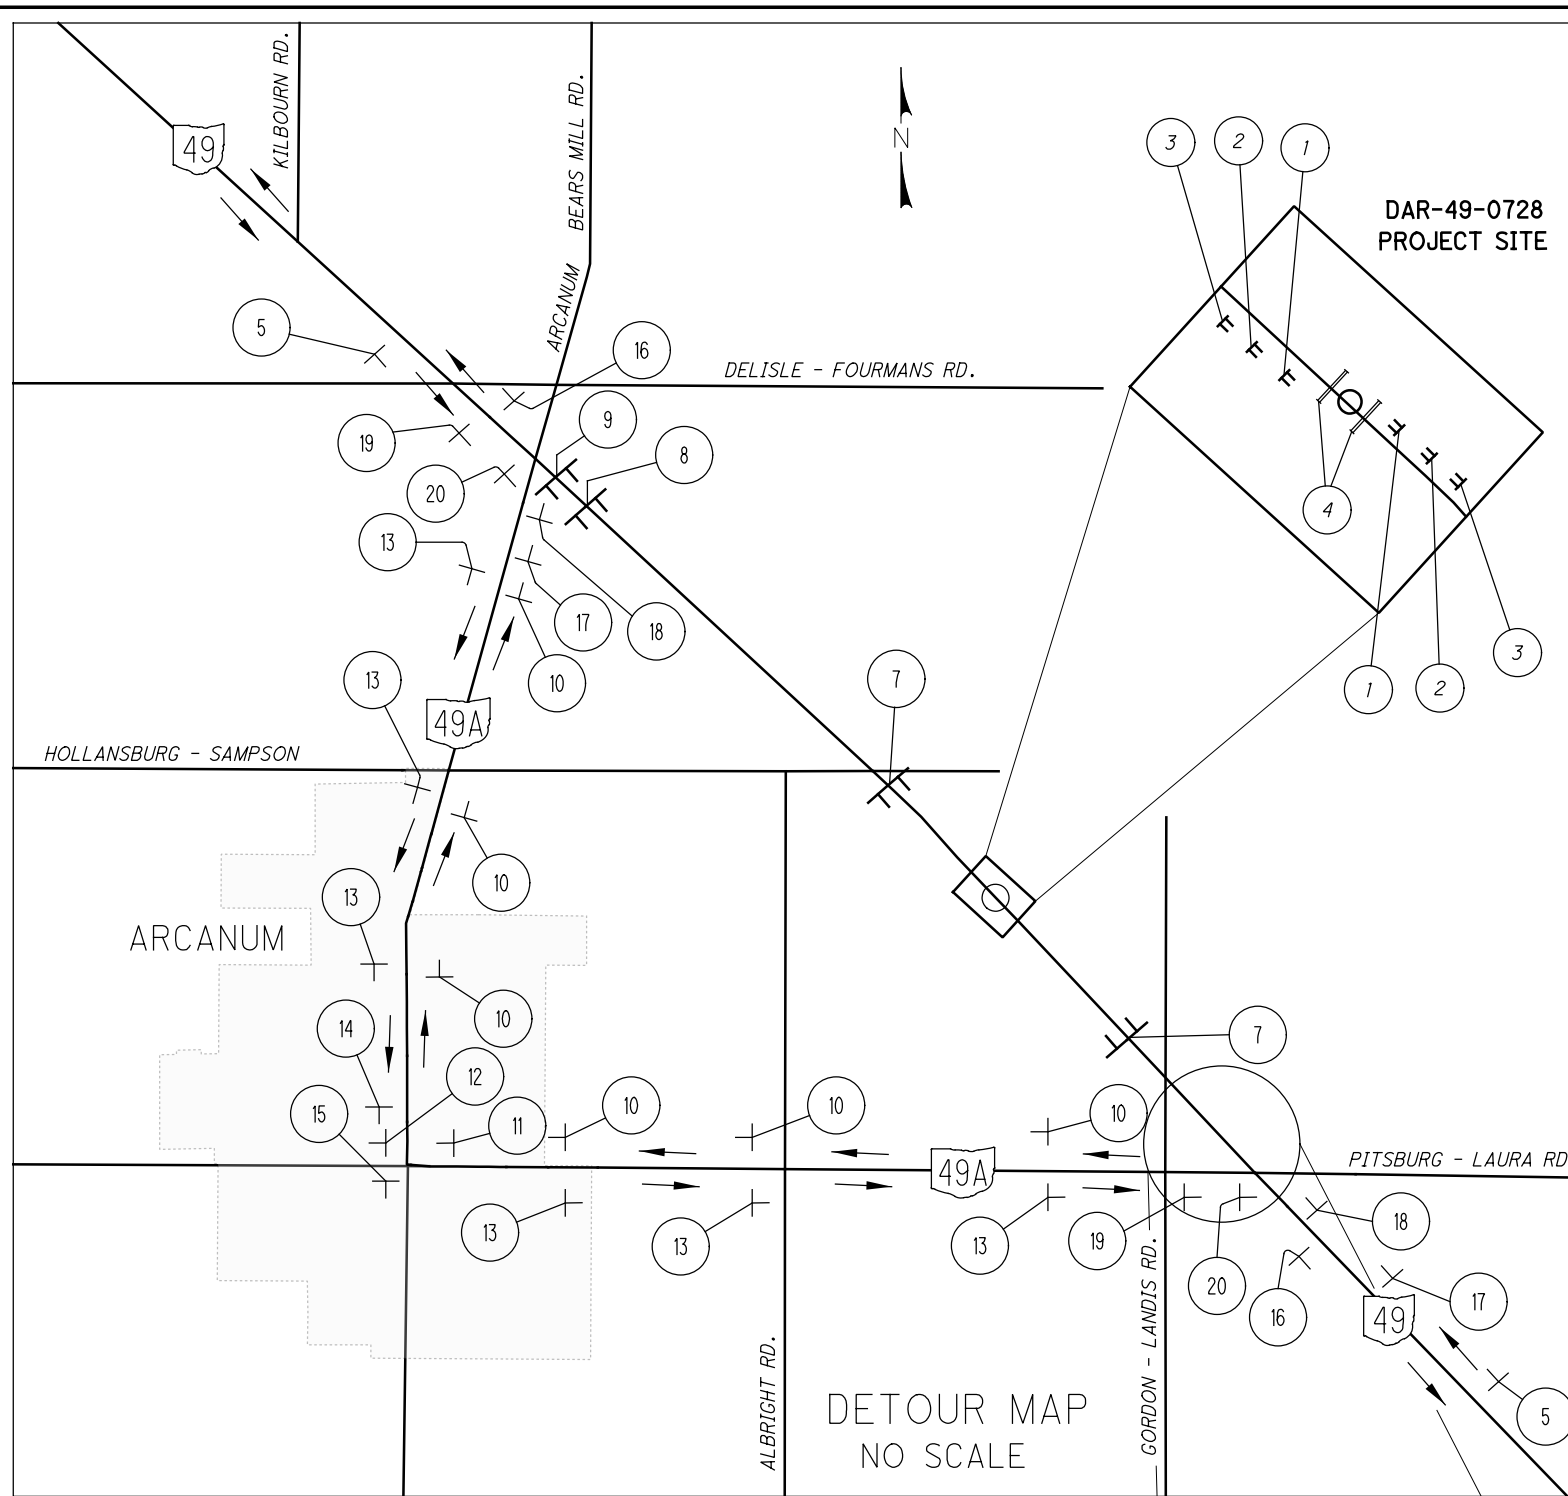 KILBOURN RD.
BEARS MILL RD.
ARCANUM
49
N
3
2
1
DAR-49-0728
PROJECT SITE
5
16
DELISLE - FOURMANS RD.
9
19
8
20
4
13
17
18
10
3
1
2
13
7
49A
HOLLANSBURG - SAMPSON
10
13
ARCANUM
10
14
7
12
15
11
10
10
10
PITSBURG - LAURA RD
49A
13
13
13
19
18
20
16
17
49
GORDON - LANDIS RD.
ALBRIGHT RD.
DETOUR MAP
NO SCALE
5